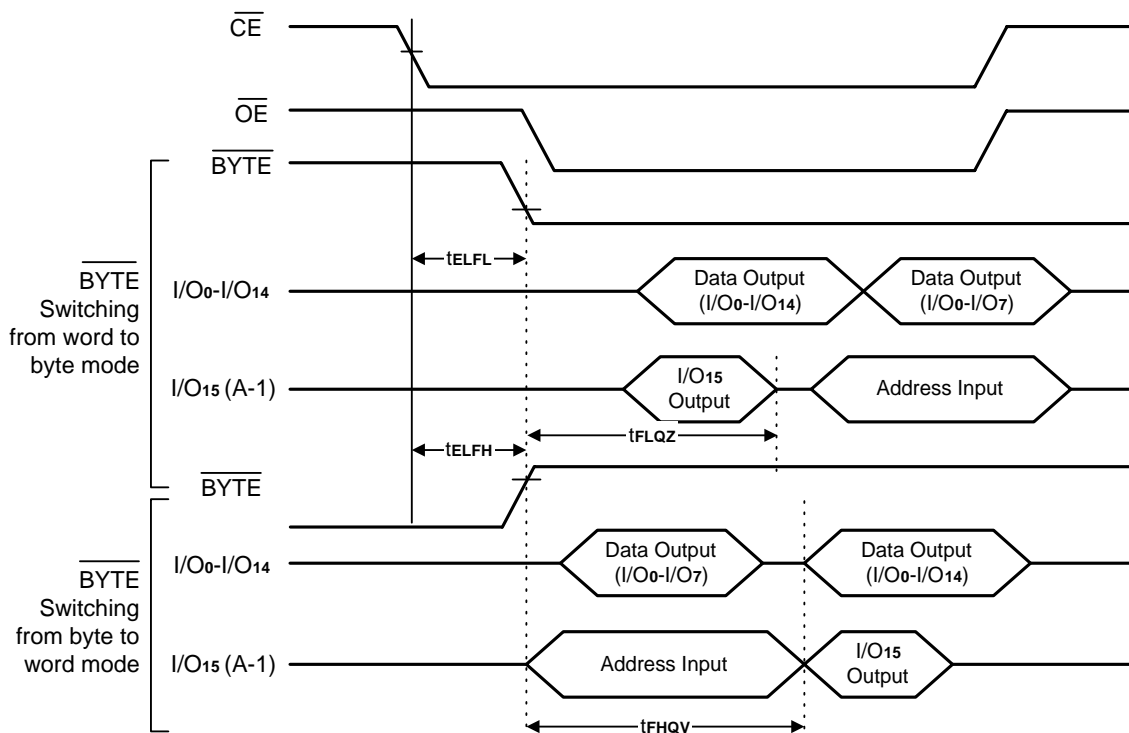 CE
OE
BYTE
tELFL
BYTE
Switching
from word to
byte mode
I/O0-I/O14
Data Output
(I/O0-I/O14)
Data Output
(I/O0-I/O7)
I/O15 (A-1)
I/O15
Output
Address Input
tELFH
tFLQZ
BYTE
BYTE
Switching
from byte to
word mode
I/O0-I/O14
Data Output
(I/O0-I/O7)
Data Output
(I/O0-I/O14)
I/O15 (A-1)
Address Input
I/O15
Output
tFHQV